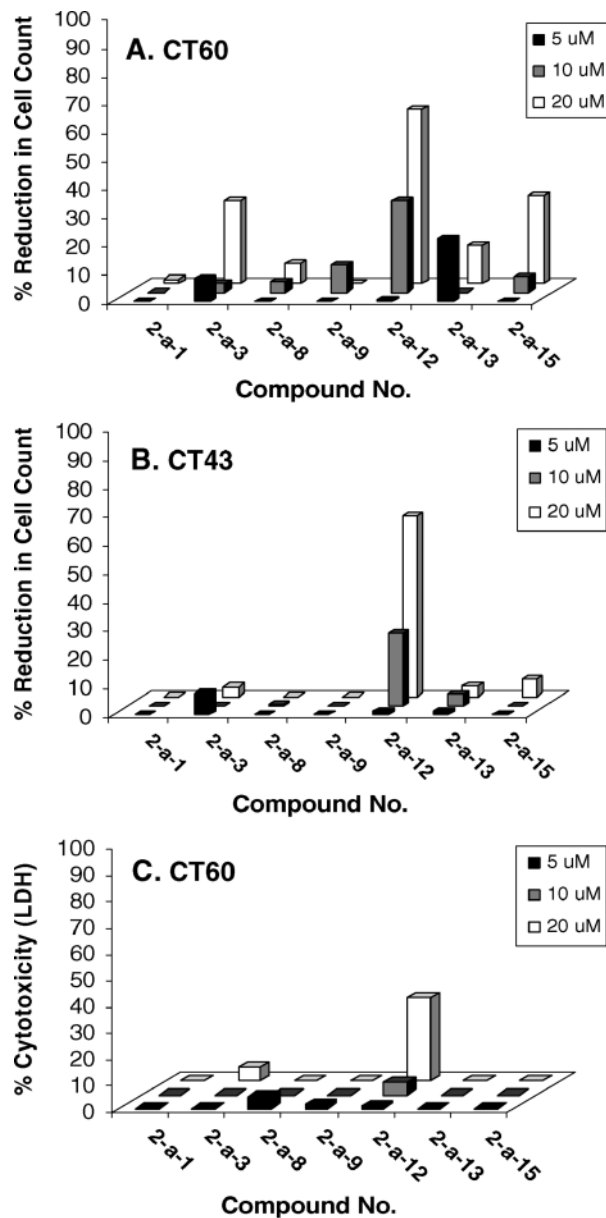 A. CT60
% Reduction in Cell Count
100
90
80
70
60
50
40
30
20
10
0
5 uM
10 uM
20 uM
2-a-1
2-a-3
2-a-8
2-a-9
2-a-12
2-a-13
2-a-15
Compound No.
B. CT43
% Reduction in Cell Count
100
90
80
70
60
50
40
30
20
10
0
5 uM
10 uM
20 uM
2-a-1
2-a-3
2-a-8
2-a-9
2-a-12
2-a-13
2-a-15
Compound No.
C. CT60
% Cytotoxicity (LDH)
100
90
80
70
60
50
40
30
20
10
0
5 uM
10 uM
20 uM
2-a-1
2-a-3
2-a-8
2-a-9
2-a-12
2-a-13
2-a-15
Compound No.